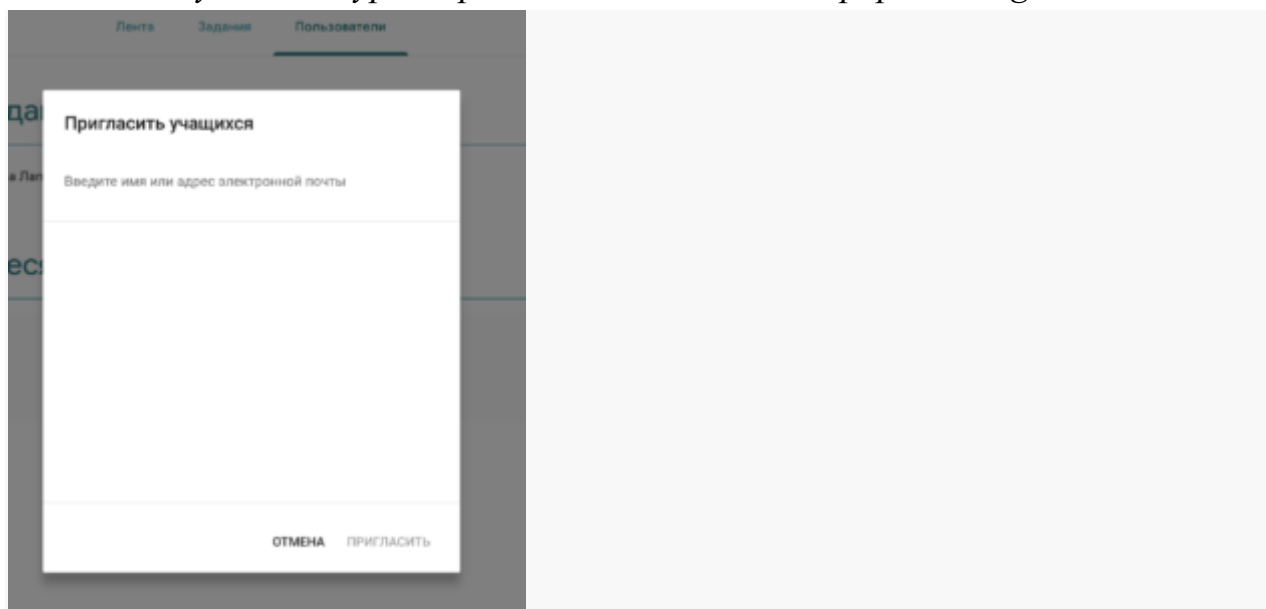 Лента Задания Пользователи
Пригласить учащихся
Введите имя или адрес электронной почты
ОТМЕНА ПРИГЛАСИТЬ